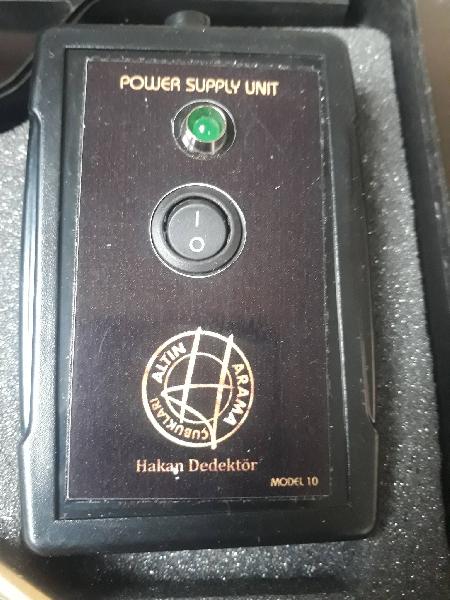 POWER SUPPLY UNIT
I
O
ALTIN ARAMA ÇUBUKLARI
Hakan Dedektör
MODEL 10